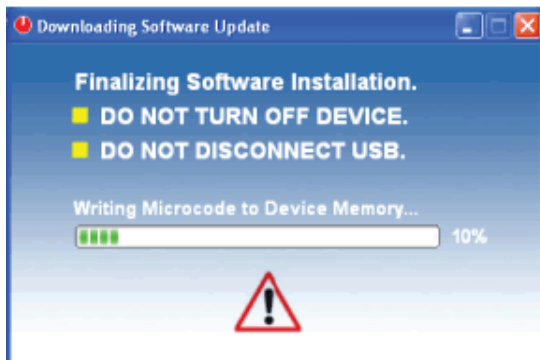 Downloading Software Update
Finalizing Software Installation.
DO NOT TURN OFF DEVICE.
DO NOT DISCONNECT USB.
Writing Microcode to Device Memory...
10%